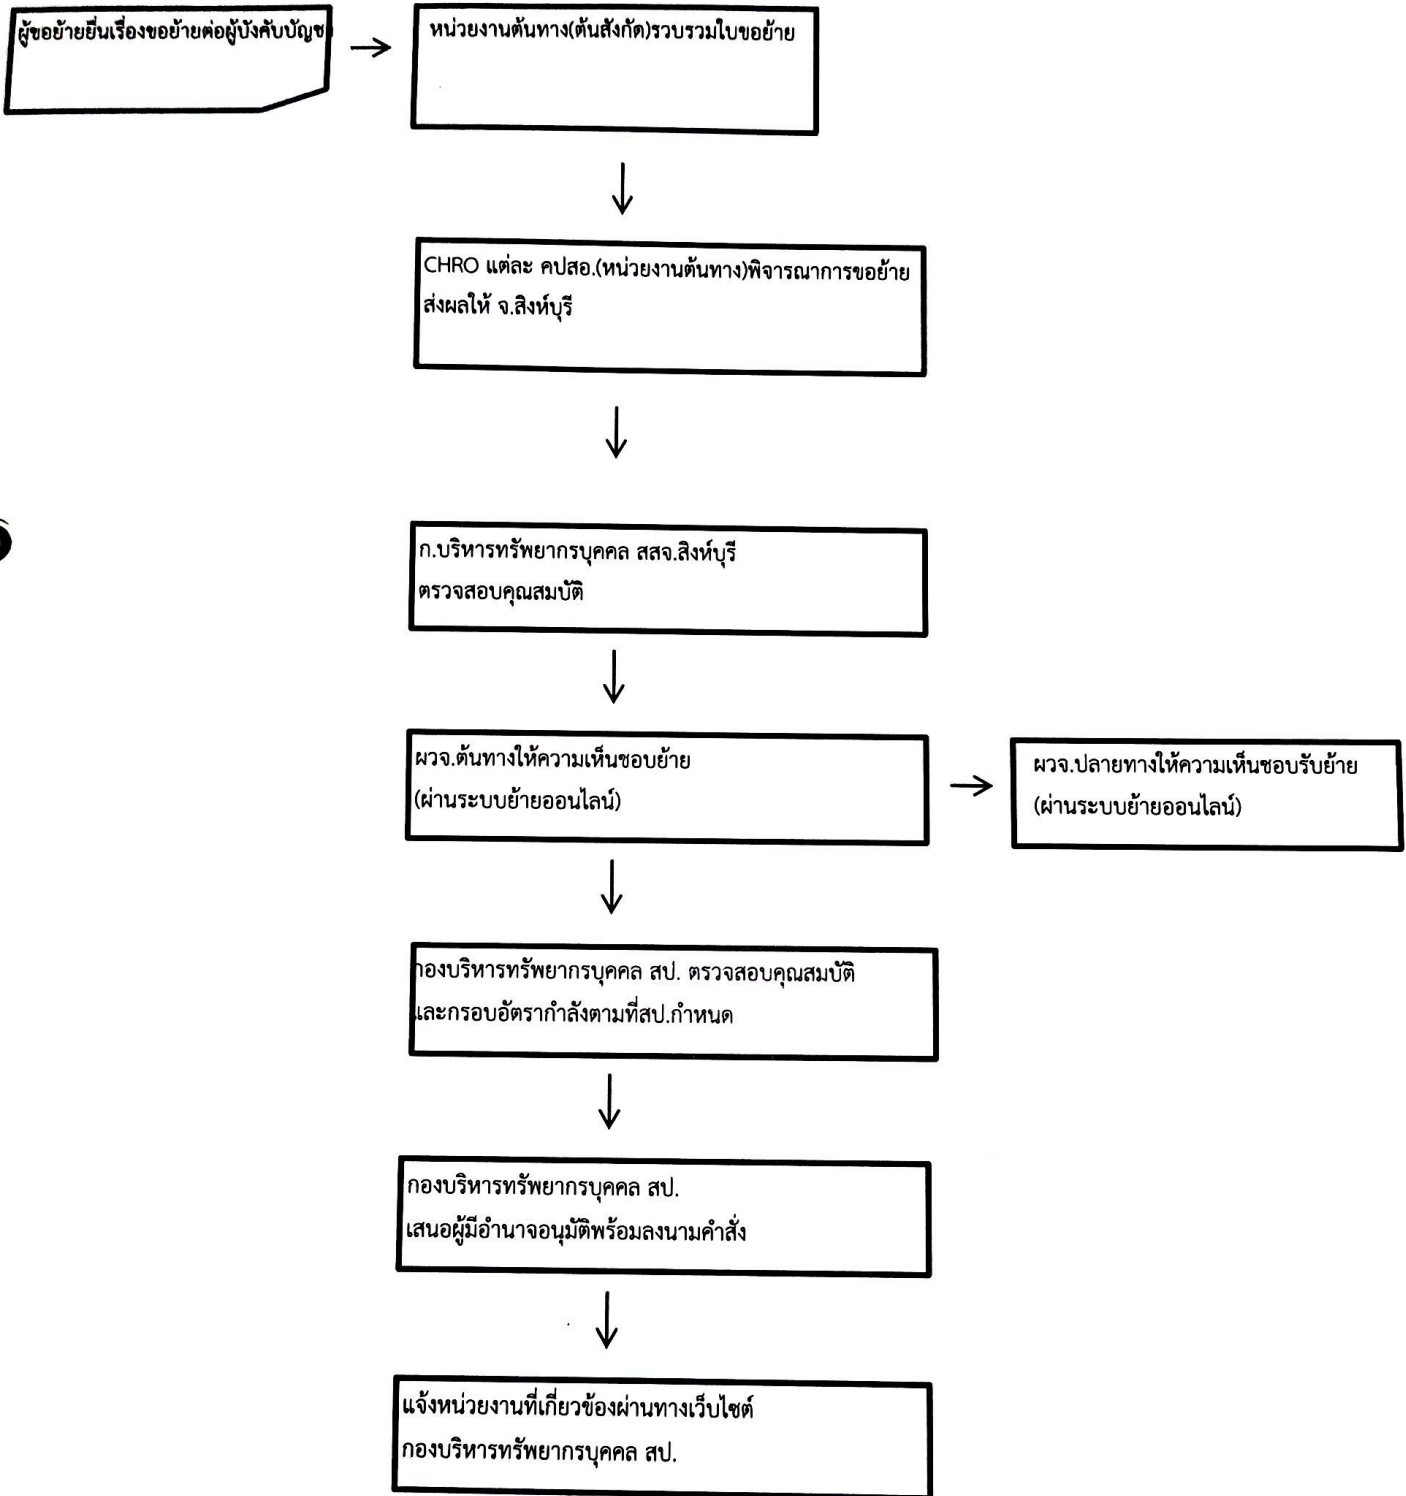 ผู้ขอย้ายยื่นเรื่องขอย้ายต่อผู้บังคับบัญช
หน่วยงานต้นทาง(ต้นสังกัด)รวบรวมใบขอย้าย
CHRO แต่ละ คปสอ.(หน่วยงานต้นทาง)พิจารณาการขอย้าย
ส่งผลให้ จ.สิงห์บุรี
ก.บริหารทรัพยากรบุคคล สสจ.สิงห์บุรี
ตรวจสอบคุณสมบัติ
ผวจ.ต้นทางให้ความเห็นชอบย้าย
(ผ่านระบบย้ายออนไลน์)
ผวจ.ปลายทางให้ความเห็นชอบรับย้าย
(ผ่านระบบย้ายออนไลน์)
กองบริหารทรัพยากรบุคคล สป. ตรวจสอบคุณสมบัติ
และกรอบอัตรากำลังตามที่สป.กำหนด
กองบริหารทรัพยากรบุคคล สป.
เสนอผู้มีอำนาจอนุมัติพร้อมลงนามคำสั่ง
แจ้งหน่วยงานที่เกี่ยวข้องผ่านทางเว็บไซต์
กองบริหารทรัพยากรบุคคล สป.